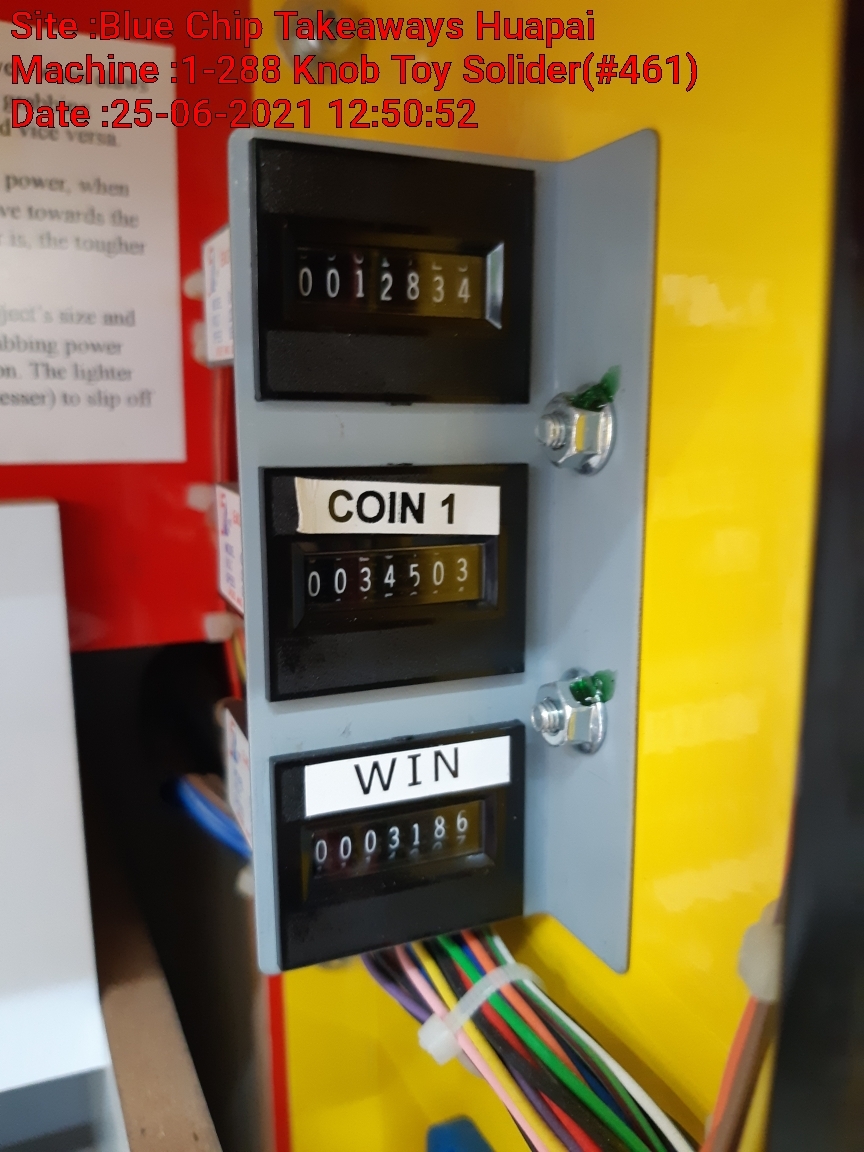 Site :Blue Chip Takeaways Huapai
Machine :1-288 Knob Toy Solider(#461)
Date :25-06-2021 12:50:52
vice versa.
power, when
towards the
is, the tougher
size and
power
The lighter
to slip off
0012834
COIN 1
0034503
WIN
0003186